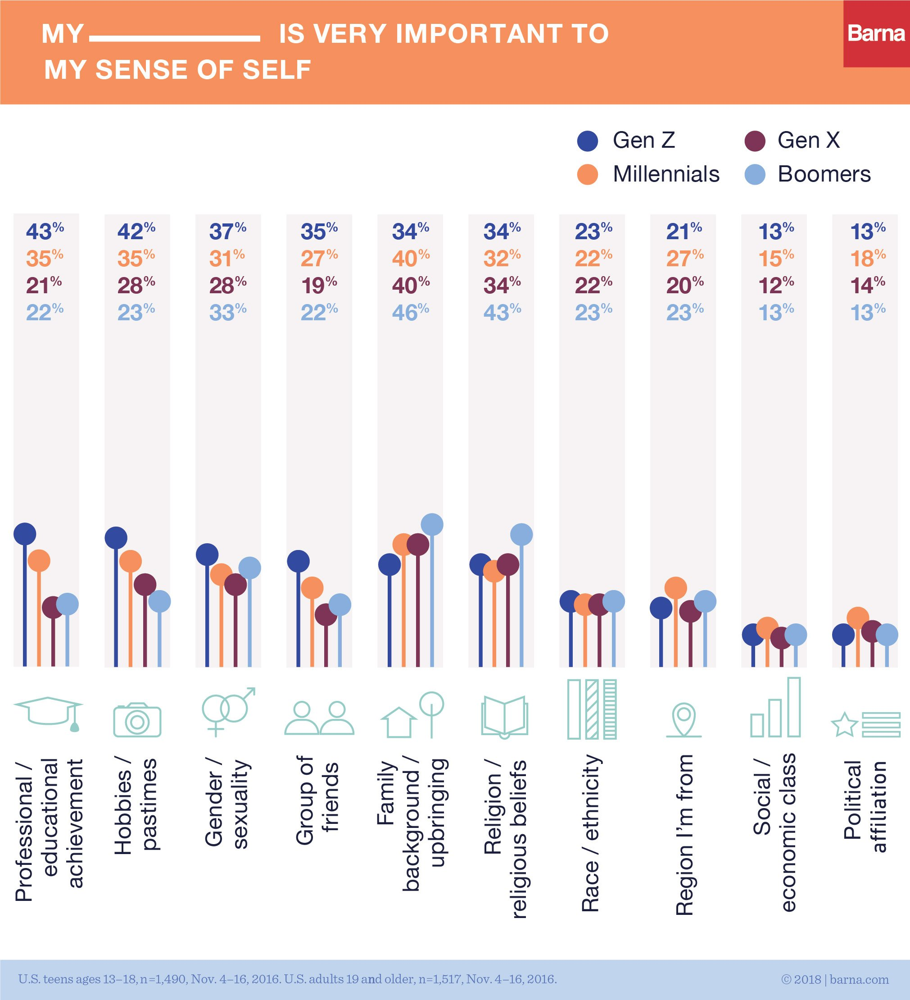 MY __________ IS VERY IMPORTANT TO
MY SENSE OF SELF
Barna
Gen Z
Gen X
Millennials
Boomers
43% 42% 37% 35% 34% 34% 23% 21% 13% 13%
35% 35% 31% 27% 40% 32% 22% 27% 15% 18%
21% 28% 28% 19% 40% 34% 22% 20% 12% 14%
22% 23% 33% 22% 46% 43% 23% 23% 13% 13%
Professional /
educational
achievement
Hobbies /
pastimes
Gender /
sexuality
Group of
friends
Family
background /
upbringing
Religion /
religious beliefs
Race / ethnicity
Region I'm from
Social /
economic class
Political
affiliation
U.S. teens ages 13–18, n=1,490, Nov. 4–16, 2016. U.S. adults 19 and older, n=1,517, Nov. 4–16, 2016.
© 2018 | barna.com